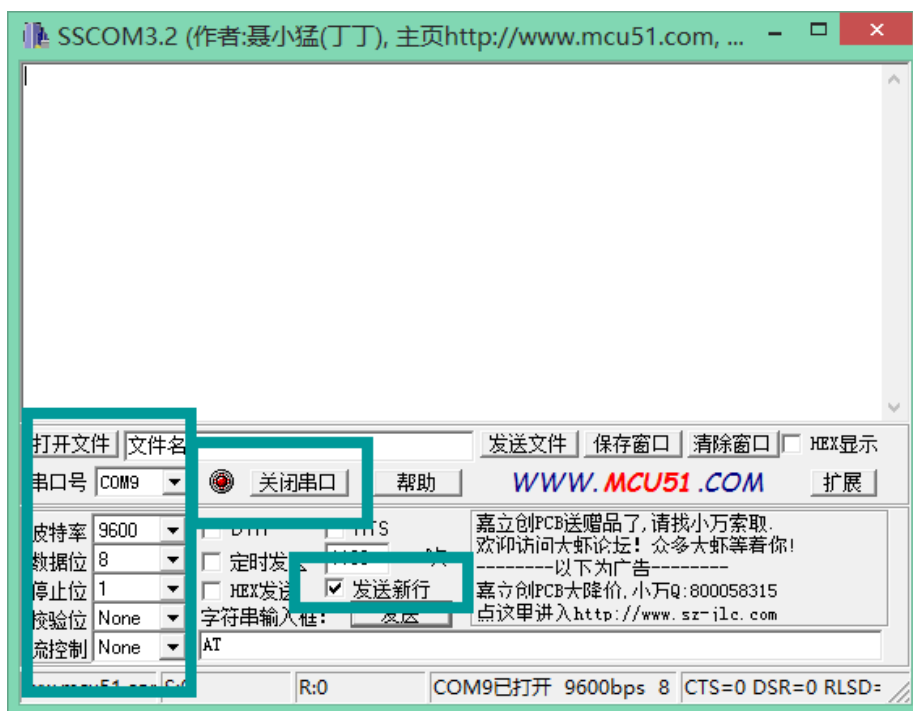 SSCOM3.2 (作者:聂小猛(丁丁), 主页http://www.mcu51.com, ...
打开文件 文件名 发送文件 保存窗口 清除窗口 HEX显示
串口号 COM9 关闭串口 帮助 WWW.MCU51.COM 扩展
波特率 9600
数据位 8 定时发
停止位 1 HEX发送 发送新行
校验位 None 字符串输入框: 发送
流控制 None AT
嘉立创PCB送赠品了,请找小万索取.
欢迎访问大虾论坛! 众多大虾等着你!
--------以下为广告--------
嘉立创PCB大降价,小万Q:800058315
点这里进入http://www.sz-jlc.com
R:0 COM9已打开 9600bps 8 CTS=0 DSR=0 RLSD=